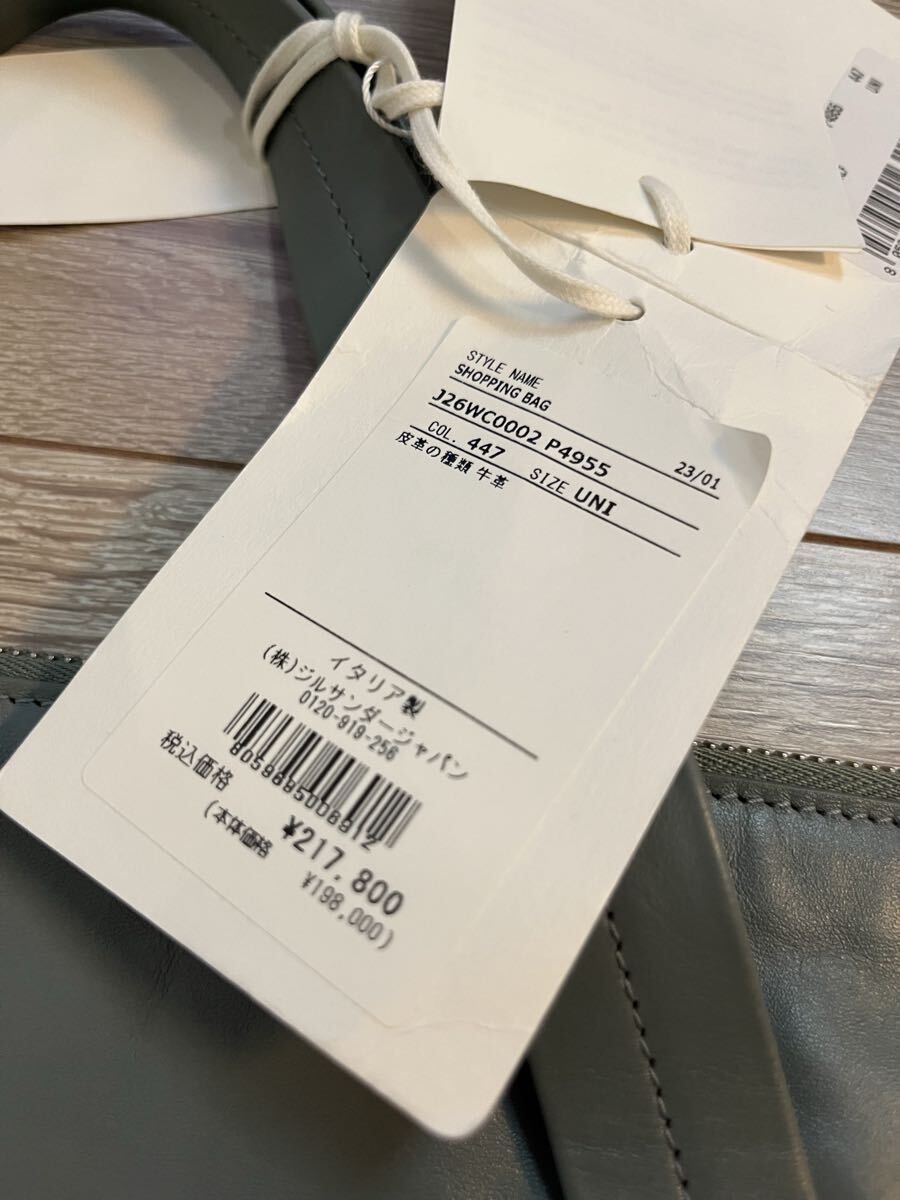 STYLE NAME
SHOPPING BAG
J26WC0002 P4955 23/01
COL. 447 SIZE UNI
皮革の種類 牛革
イタリア製
(株)ジルサンダージャパン
0120-919-256
税込価格 ¥217,800
(本体価格 ¥198,000)
447
UNI